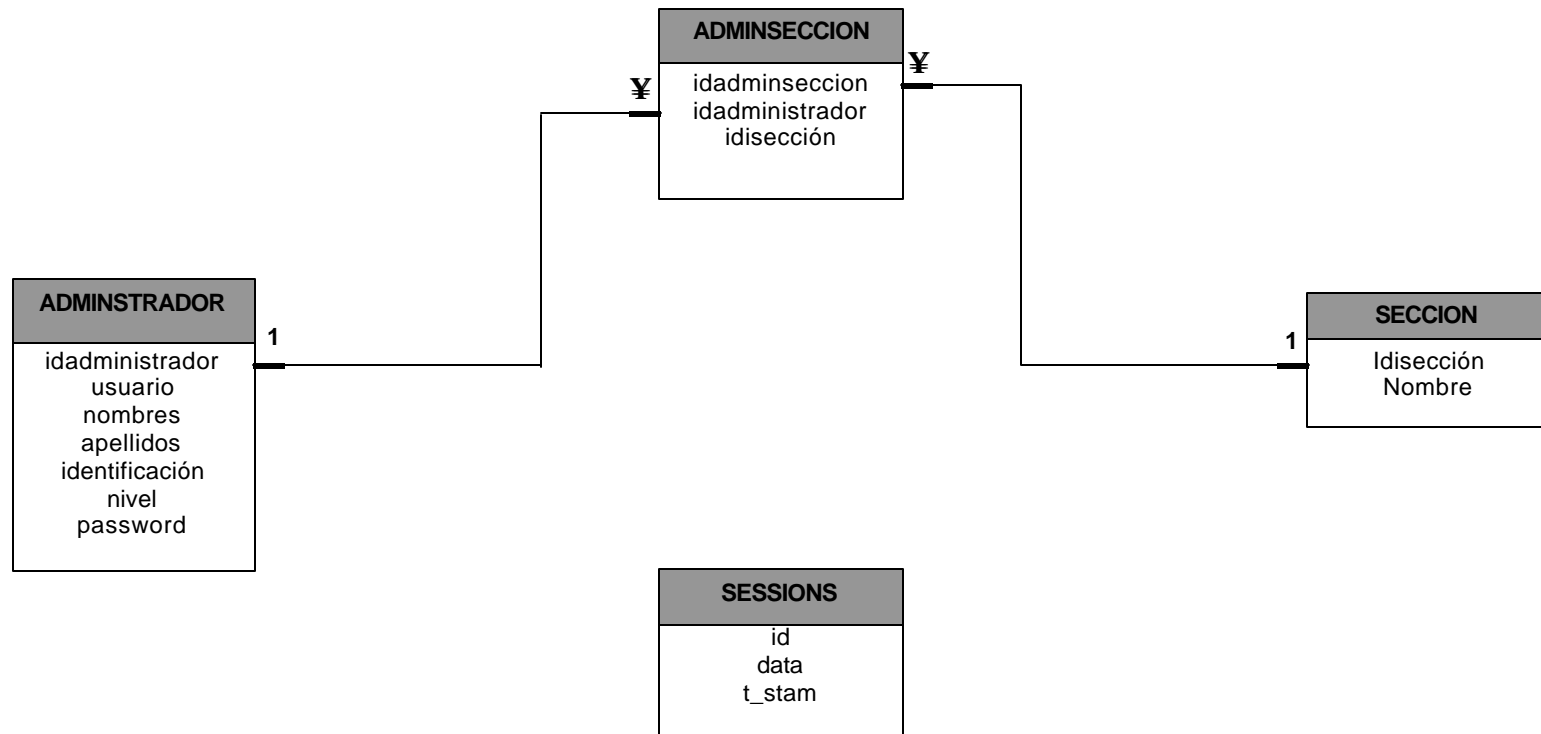 ADMINSECCION
¥
¥
idadminseccion
idadministrador
idisección
ADMINSTRADOR
1
idadministrador
usuario
nombres
apellidos
identificación
nivel
password
SECCION
1
Idisección
Nombre
SESSIONS
id
data
t_stam